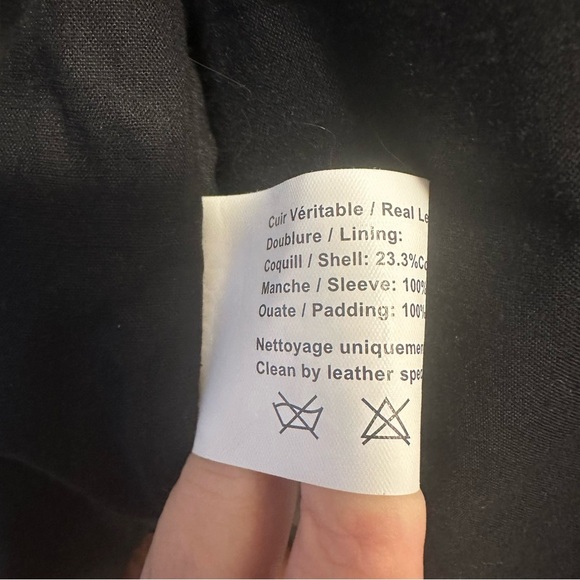 Cuir Véritable / Real Le
Doublure / Lining:
Coquill / Shell: 23.3%Co
Manche / Sleeve: 100%
Ouate / Padding: 100%
Nettoyage uniquemen
Clean by leather spec